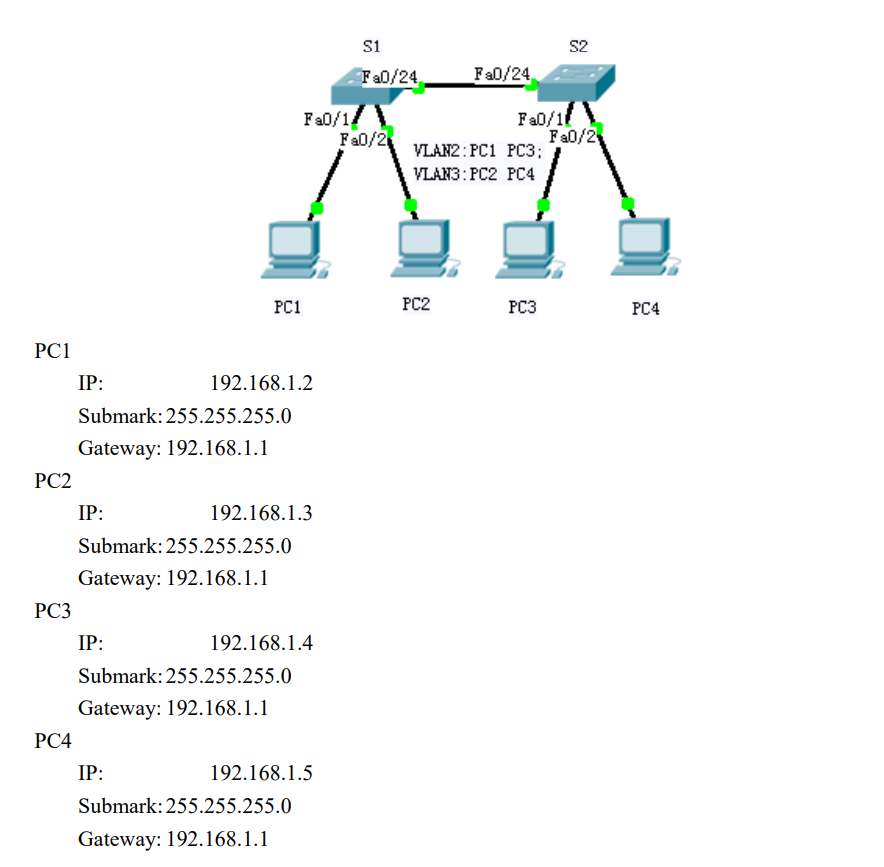 S1 S2
Fa0/24 Fa0/24
Fa0/1 Fa0/1
Fa0/2 Fa0/2
VLAN2:PC1 PC3;
VLAN3:PC2 PC4
PC1 PC2 PC3 PC4
PC1
IP: 192.168.1.2
Submark: 255.255.255.0
Gateway: 192.168.1.1
PC2
IP: 192.168.1.3
Submark: 255.255.255.0
Gateway: 192.168.1.1
PC3
IP: 192.168.1.4
Submark: 255.255.255.0
Gateway: 192.168.1.1
PC4
IP: 192.168.1.5
Submark: 255.255.255.0
Gateway: 192.168.1.1